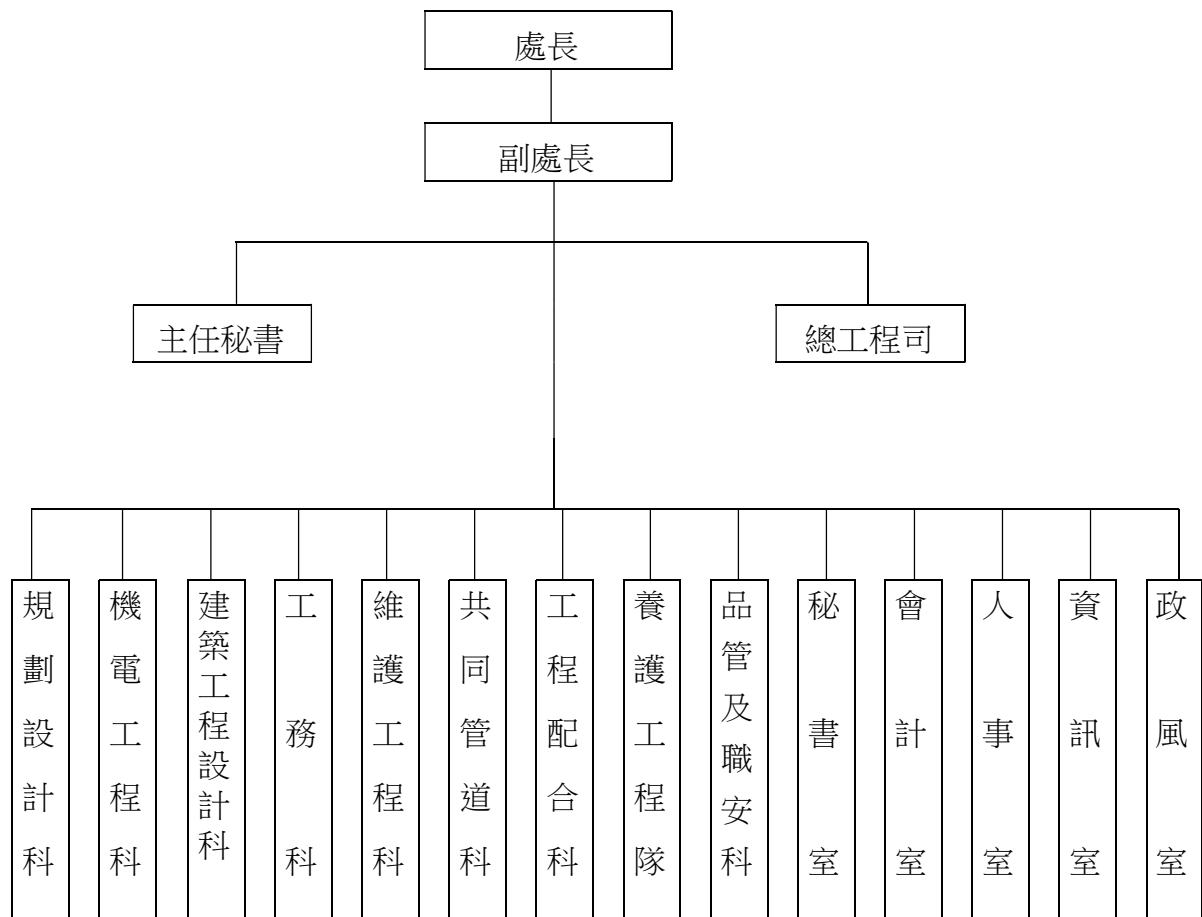 處長
副處長
主任秘書
總工程司
規劃設計科
機電工程科
建築工程設計科
工務科
維護工程科
共同管道科
工程配合科
養護工程隊
品管及職安科
秘書室
會計室
人事室
資訊室
政風室